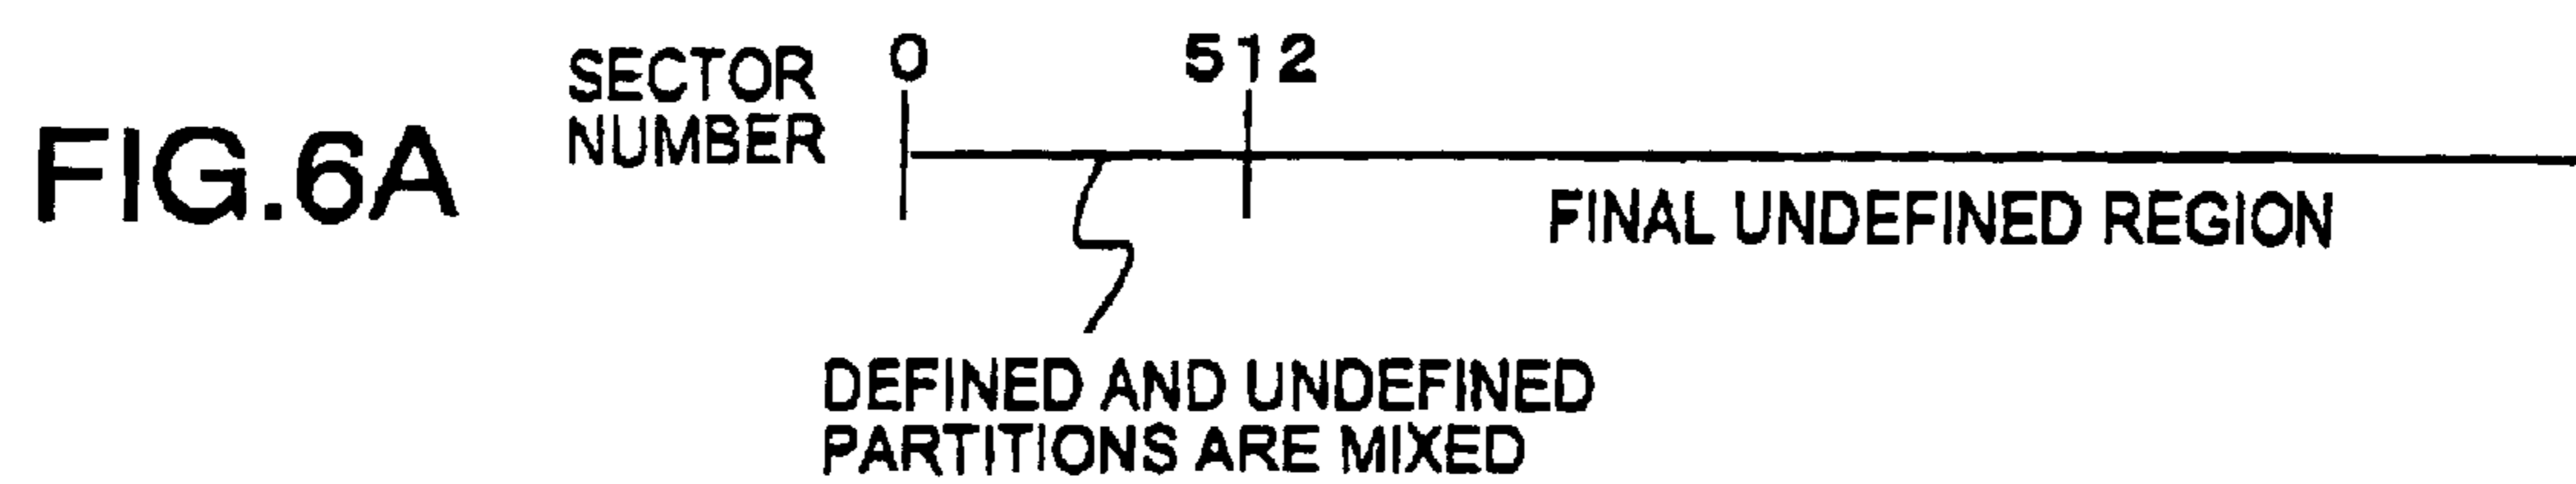 FIG.6A
SECTOR
NUMBER
0
512
FINAL UNDEFINED REGION
DEFINED AND UNDEFINED
PARTITIONS ARE MIXED